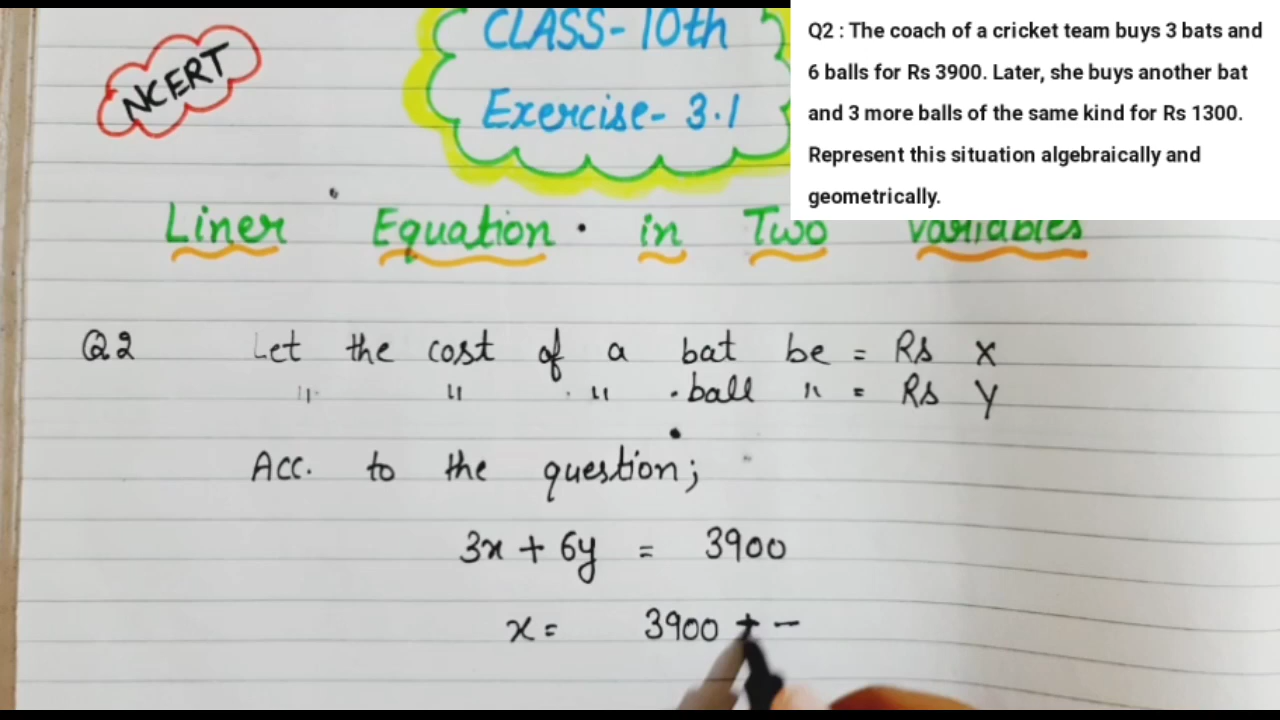 NCERT
CLASS-10th
Exercise- 3.1
Q2 : The coach of a cricket team buys 3 bats and
6 balls for Rs 3900. Later, she buys another bat
and 3 more balls of the same kind for Rs 1300.
Represent this situation algebraically and
geometrically.
Liner Equation in Two variables
Q2 Let the cost of a bat be = Rs x
" " " ball " = Rs y
Acc. to the question;
3x + 6y = 3900
x = 3900 + -